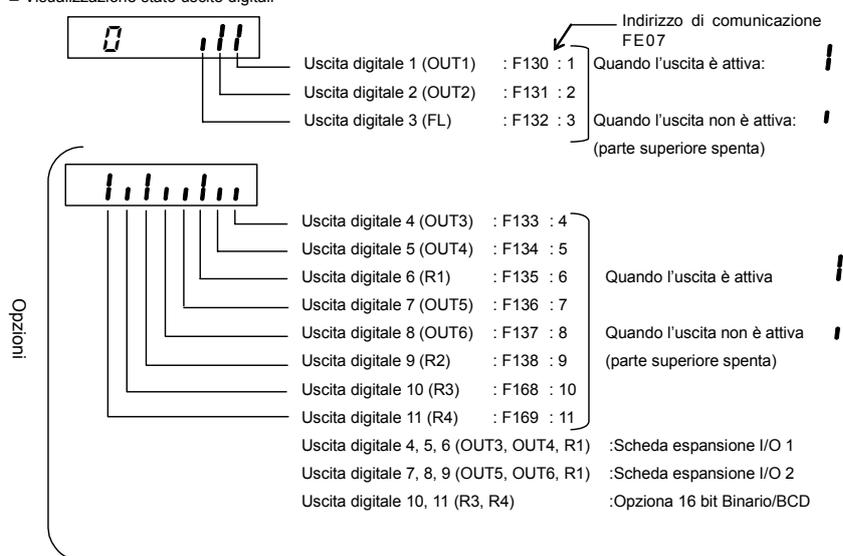 Visualizzazione stato uscite digitali
Indirizzo di comunicazione
FE07
0
Uscita digitale 1 (OUT1) : F130 : 1 Quando l'uscita è attiva:
Uscita digitale 2 (OUT2) : F131 : 2
Uscita digitale 3 (FL) : F132 : 3 Quando l'uscita non è attiva:
(parte superiore spenta)
Opzioni
Uscita digitale 4 (OUT3) : F133 : 4
Uscita digitale 5 (OUT4) : F134 : 5
Uscita digitale 6 (R1) : F135 : 6 Quando l'uscita è attiva
Uscita digitale 7 (OUT5) : F136 : 7
Uscita digitale 8 (OUT6) : F137 : 8 Quando l'uscita non è attiva
Uscita digitale 9 (R2) : F138 : 9 (parte superiore spenta)
Uscita digitale 10 (R3) : F168 : 10
Uscita digitale 11 (R4) : F169 : 11
Uscita digitale 4, 5, 6 (OUT3, OUT4, R1) :Scheda espansione I/O 1
Uscita digitale 7, 8, 9 (OUT5, OUT6, R1) :Scheda espansione I/O 2
Uscita digitale 10, 11 (R3, R4) :Opziona 16 bit Binario/BCD